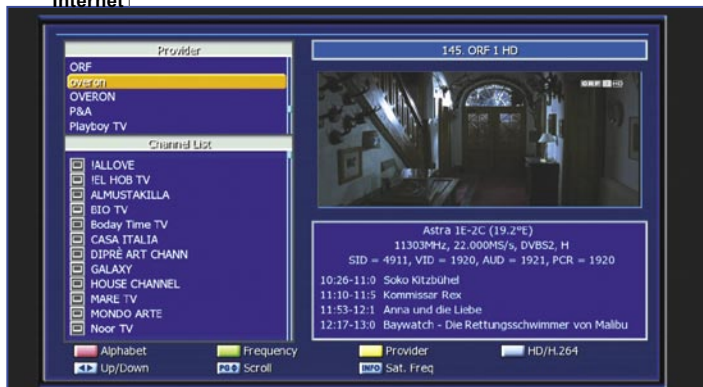 Internet
Provider
ORF
overon
OVERON
P&A
Playboy TV
Channel List
!ALLOVE
!EL HOB TV
ALMUSTAKILLA
BIO TV
Boday Time TV
CASA ITALIA
DIPRÈ ART CHANN
GALAXY
HOUSE CHANNEL
MARE TV
MONDO ARTE
Noor TV
145. ORF 1 HD
ORF 1 HD
Astra 1E-2C (19.2°E)
11303MHz, 22.000MS/s, DVBS2, H
SID = 4911, VID = 1920, AUD = 1921, PCR = 1920
10:26-11:0 Soko Kitzbühel
11:10-11:5 Kommissar Rex
11:53-12:1 Anna und die Liebe
12:17-13:0 Baywatch - Die Rettungsschwimmer von Malibu
Alphabet Frequency Provider HD/H.264
Up/Down PG Scroll INFO Sat. Freq